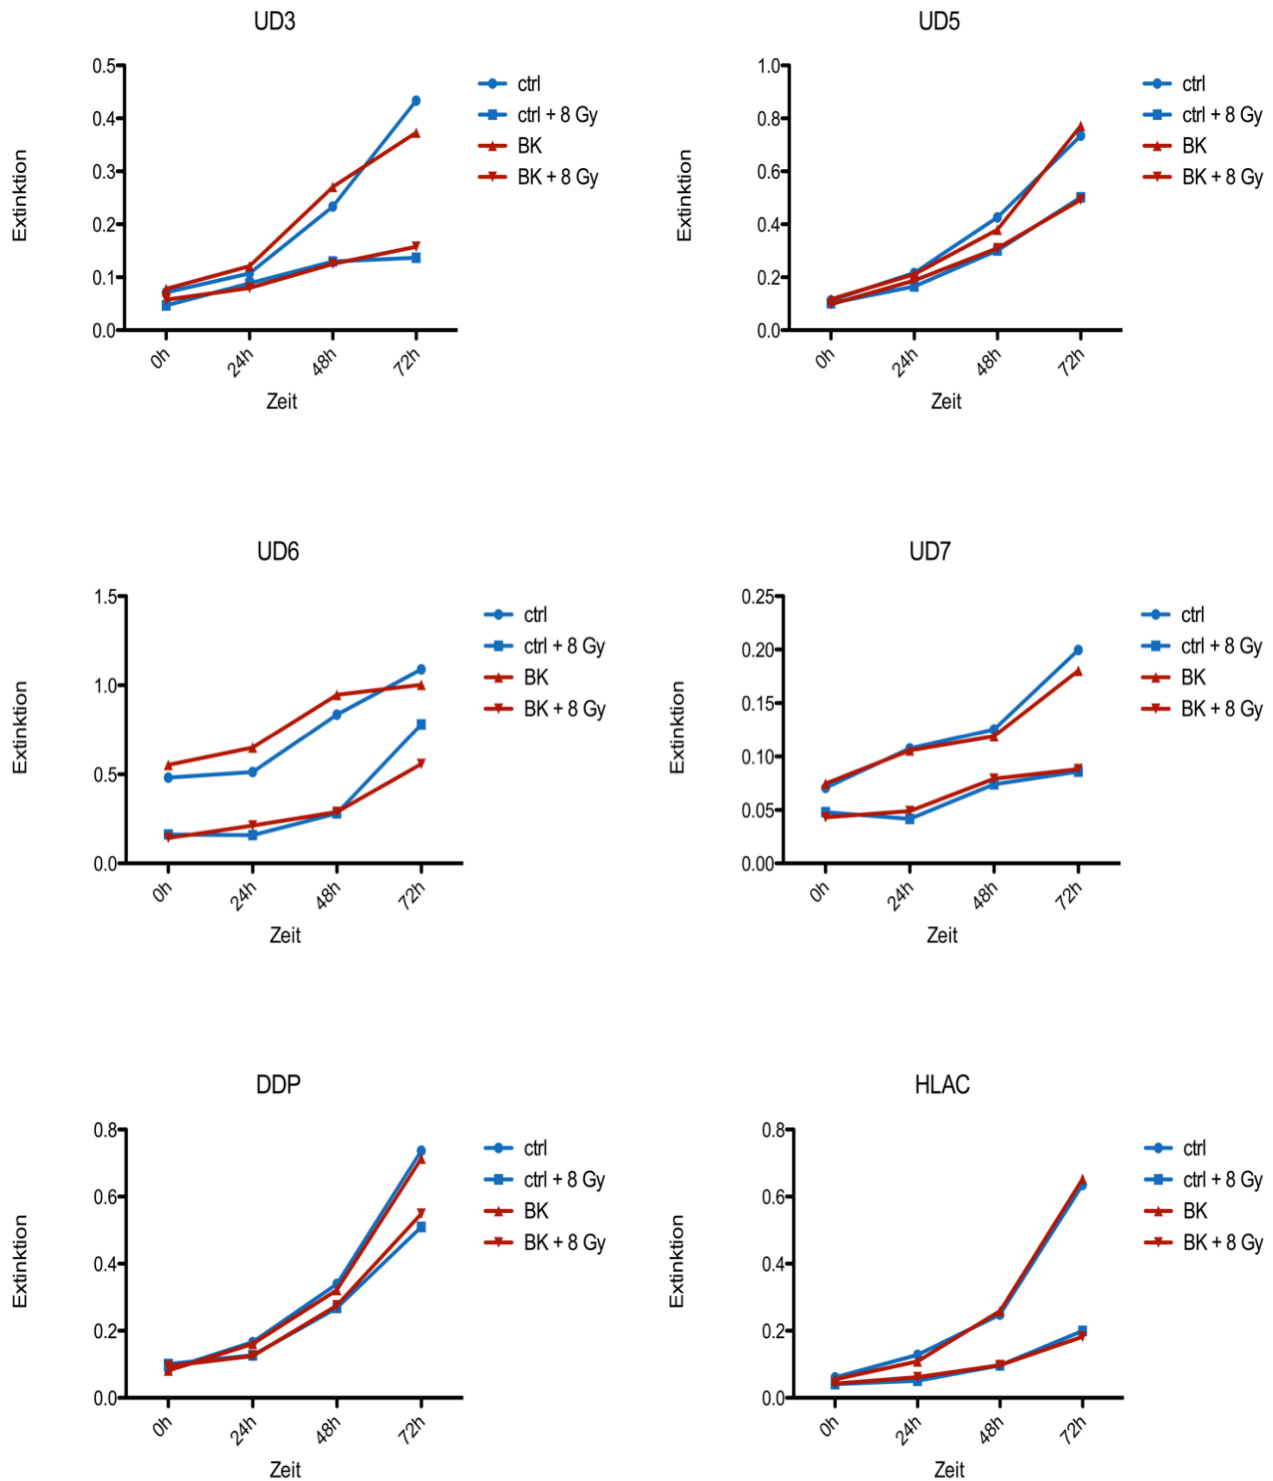 UD3
0.5
0.4
0.3
0.2
0.1
0.0
Extinktion
0h
24h
48h
72h
Zeit
ctrl
ctrl + 8 Gy
BK
BK + 8 Gy
UD5
1.0
0.8
0.6
0.4
0.2
0.0
Extinktion
0h
24h
48h
72h
Zeit
ctrl
ctrl + 8 Gy
BK
BK + 8 Gy
UD6
1.5
1.0
0.5
0.0
Extinktion
0h
24h
48h
72h
Zeit
ctrl
ctrl + 8 Gy
BK
BK + 8 Gy
UD7
0.25
0.20
0.15
0.10
0.05
0.00
Extinktion
0h
24h
48h
72h
Zeit
ctrl
ctrl + 8 Gy
BK
BK + 8 Gy
DDP
0.8
0.6
0.4
0.2
0.0
Extinktion
0h
24h
48h
72h
Zeit
ctrl
ctrl + 8 Gy
BK
BK + 8 Gy
HLAC
0.8
0.6
0.4
0.2
0.0
Extinktion
0h
24h
48h
72h
Zeit
ctrl
ctrl + 8 Gy
BK
BK + 8 Gy